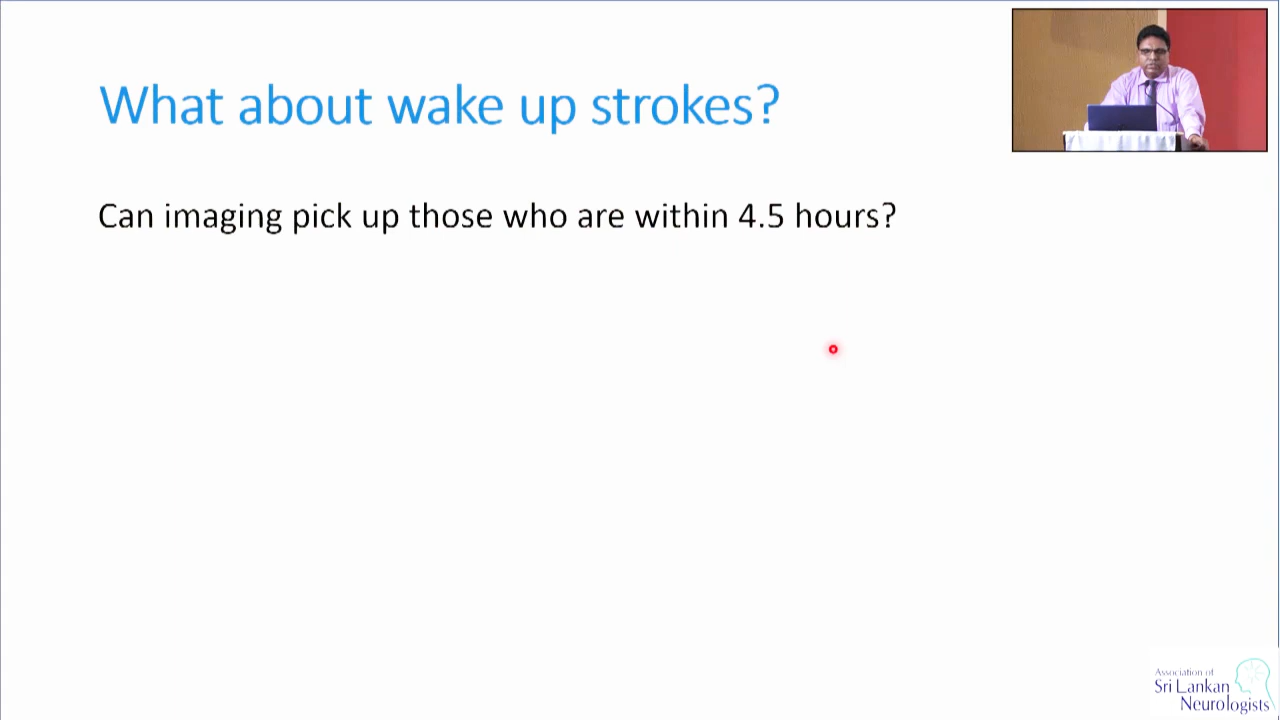 What about wake up strokes?
Can imaging pick up those who are within 4.5 hours?
Association of
Sri Lankan
Neurologists